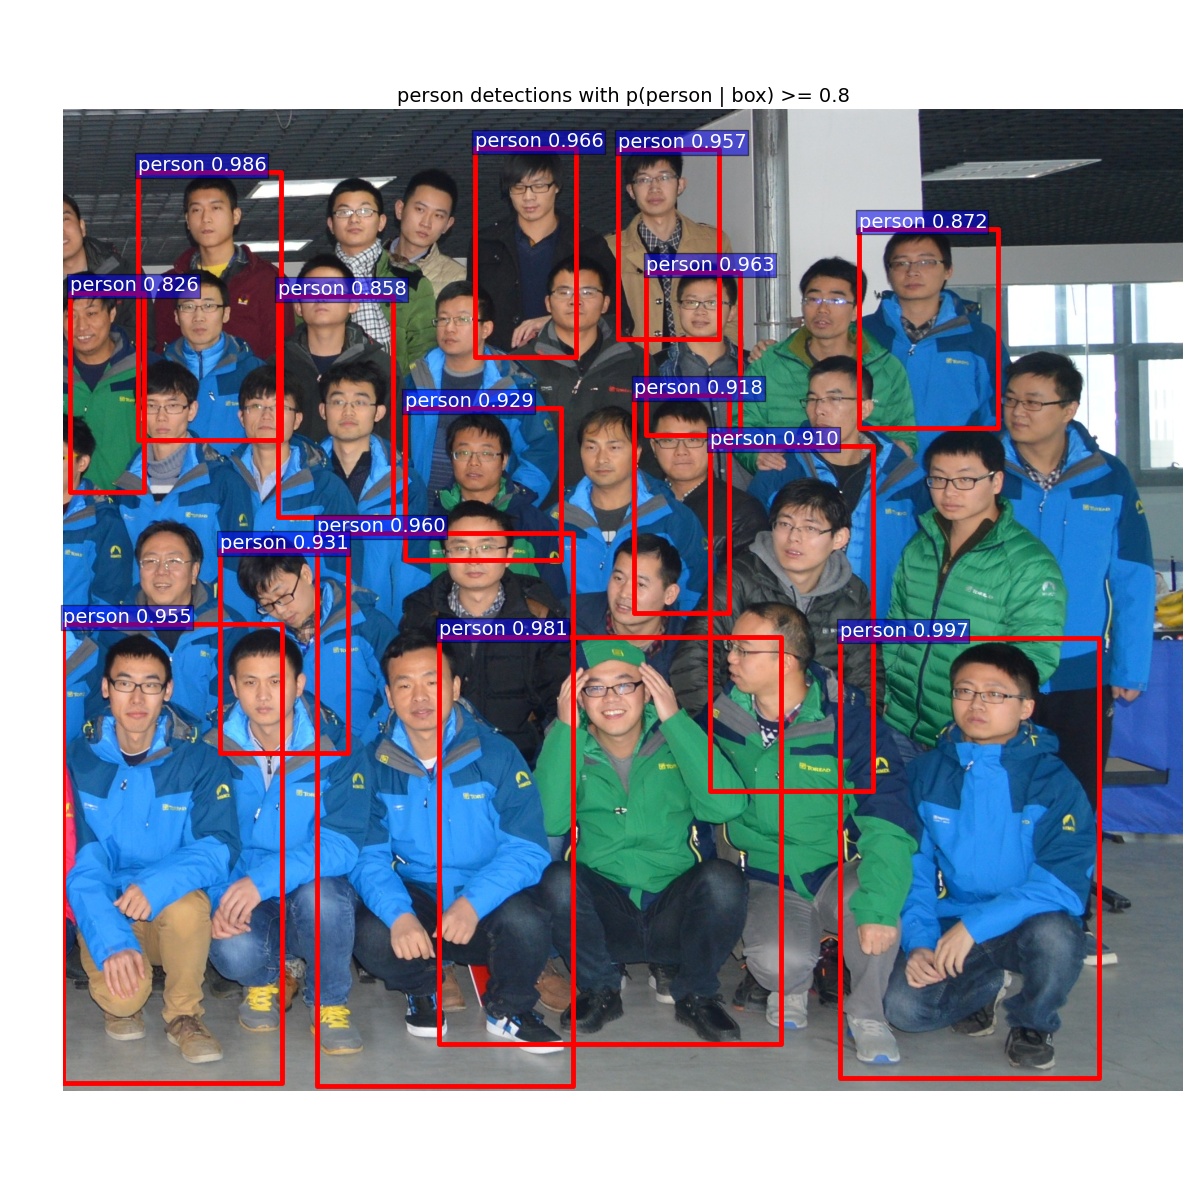 person detections with p(person | box) >= 0.8
person 0.966
person 0.957
person 0.986
person 0.872
person 0.963
person 0.826
person 0.858
person 0.918
person 0.929
person 0.910
person 0.960
person 0.931
person 0.955
person 0.981
person 0.997